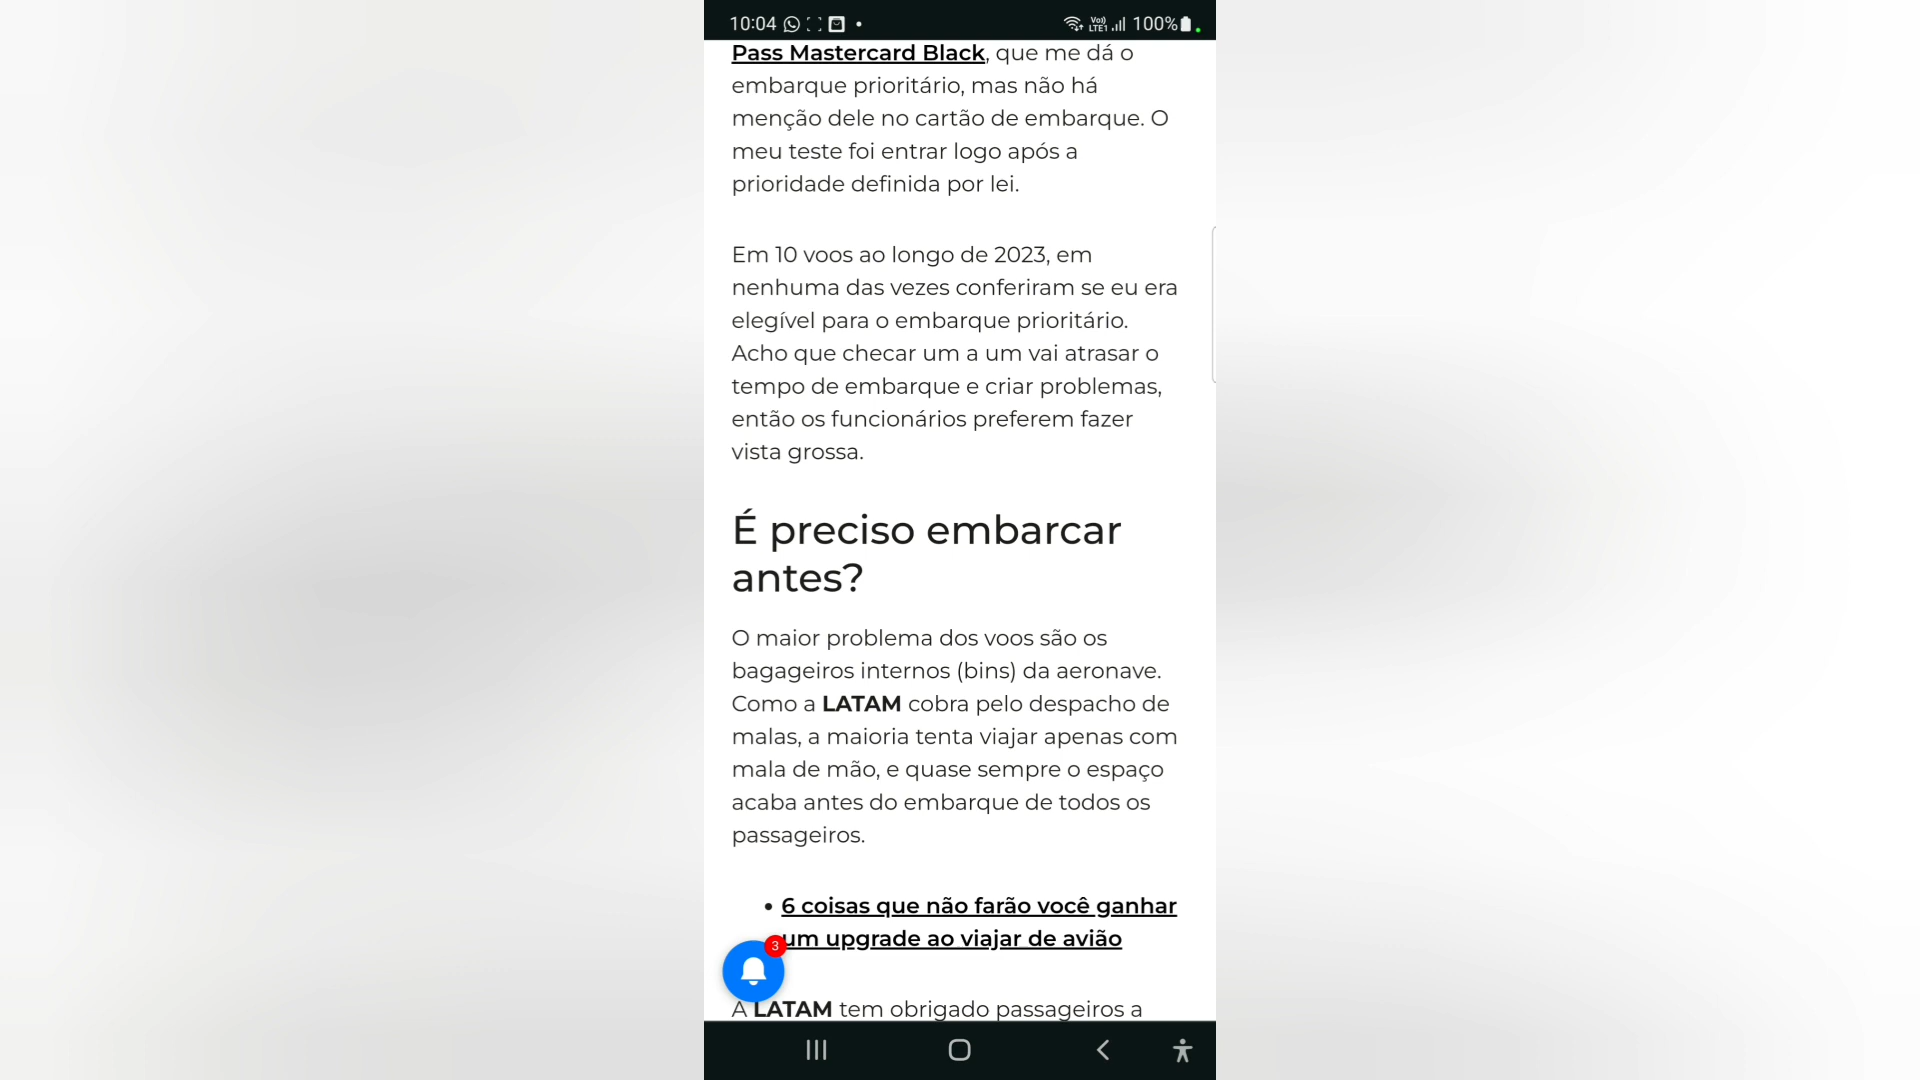 10:04
Vo)) LTE1 100%
Pass Mastercard Black, que me dá o
embarque prioritário, mas não há
menção dele no cartão de embarque. O
meu teste foi entrar logo após a
prioridade definida por lei.
Em 10 voos ao longo de 2023, em
nenhuma das vezes conferiram se eu era
elegível para o embarque prioritário.
Acho que checar um a um vai atrasar o
tempo de embarque e criar problemas,
então os funcionários preferem fazer
vista grossa.
É preciso embarcar
antes?
O maior problema dos voos são os
bagageiros internos (bins) da aeronave.
Como a LATAM cobra pelo despacho de
malas, a maioria tenta viajar apenas com
mala de mão, e quase sempre o espaço
acaba antes do embarque de todos os
passageiros.
• 6 coisas que não farão você ganhar
um upgrade ao viajar de avião
3
A LATAM tem obrigado passageiros a